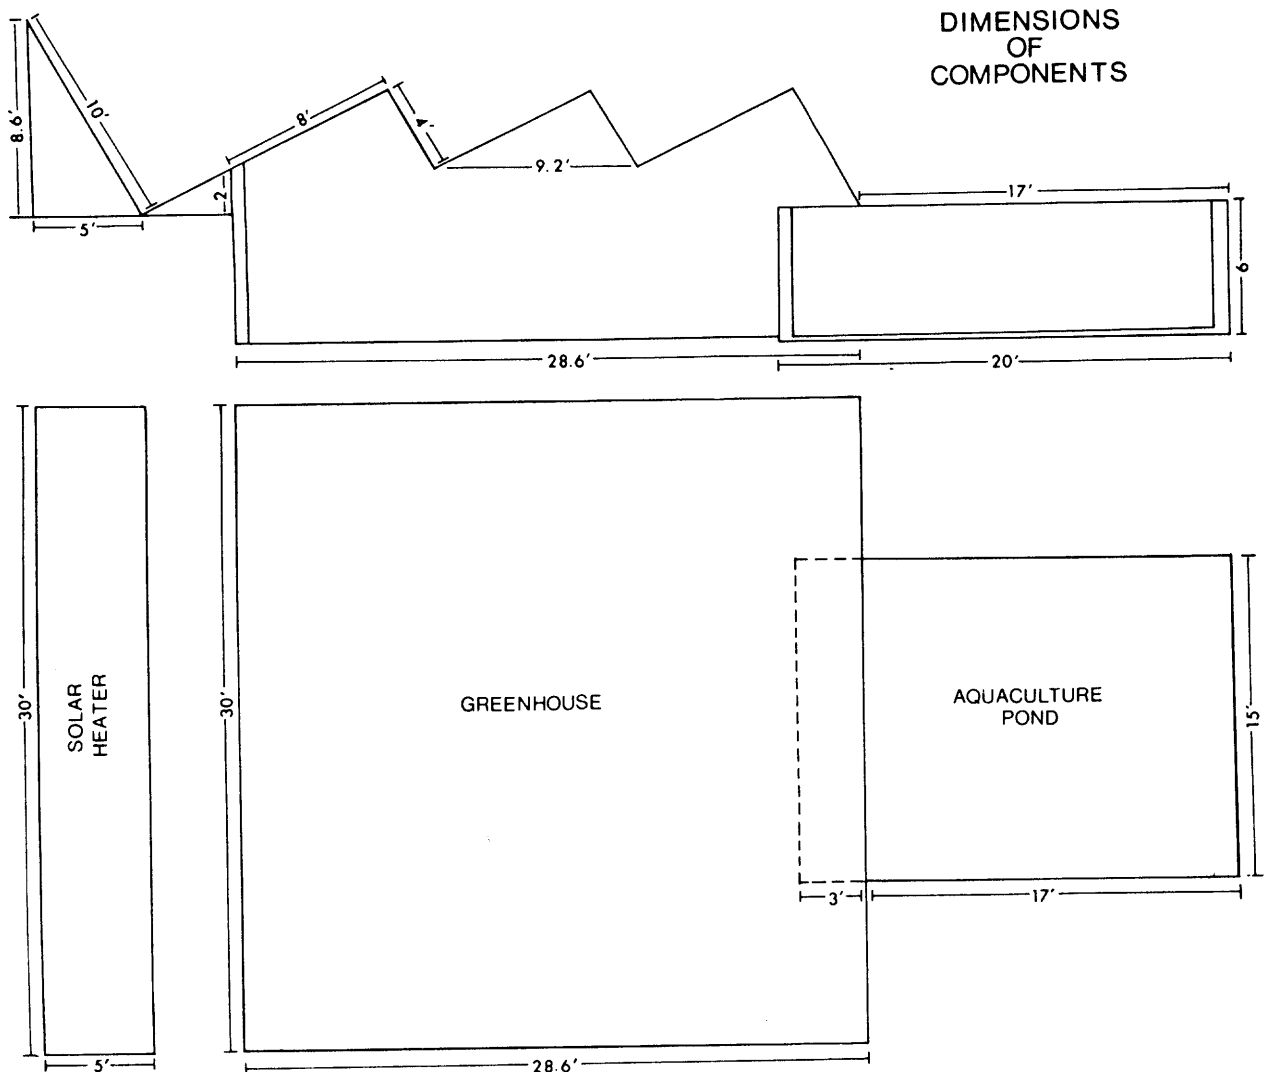 DIMENSIONS
OF
COMPONENTS
8.6'
10'
5'
8'
2
4'
9.2'
17'
6
28.6'
20'
30'
SOLAR
HEATER
5'
30'
GREENHOUSE
28.6'
AQUACULTURE
POND
15'
3'
17'